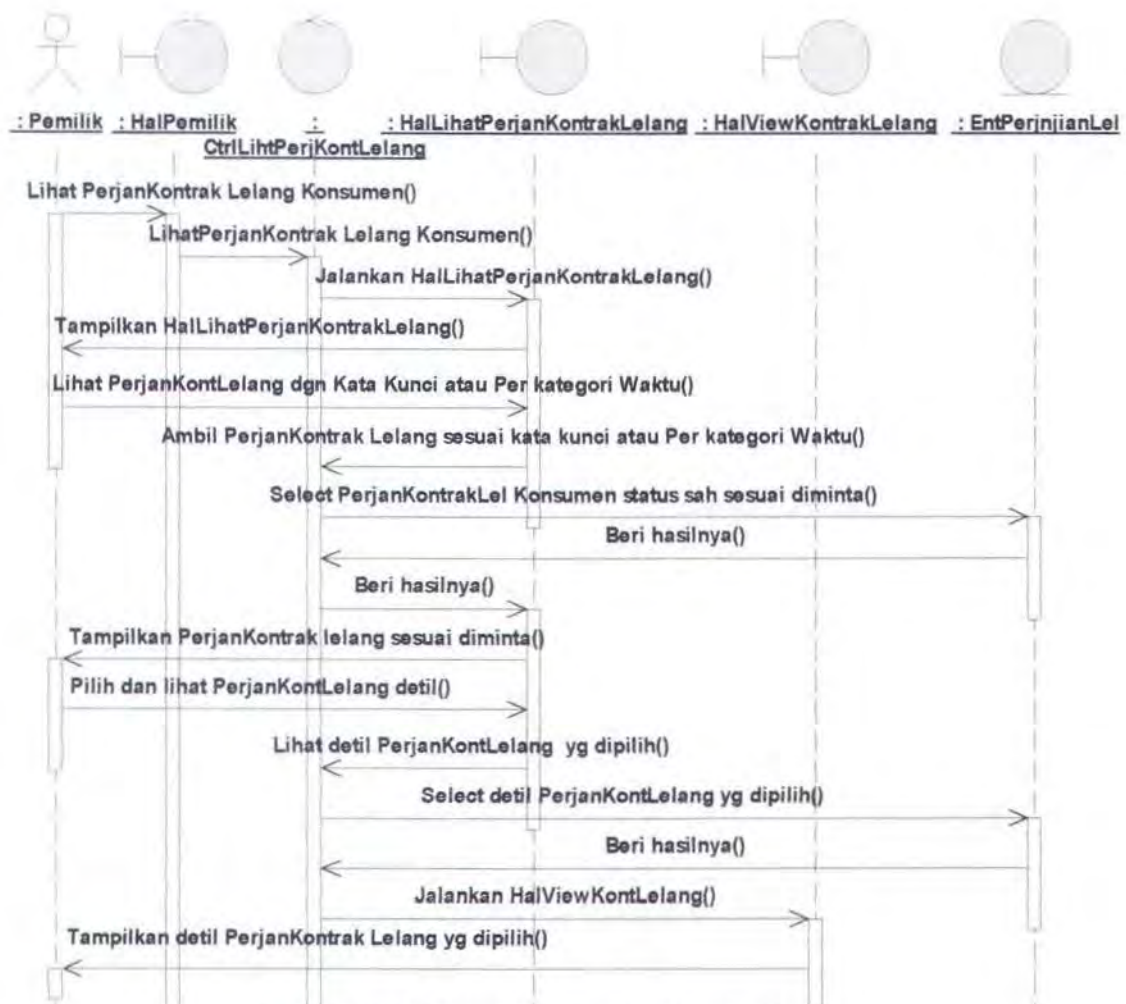 : Pemilik : HalPemilik : : HalLihatPerjanKontrakLelang : HalViewKontrakLelang : EntPerjnjianLel
CtrlLihtPerjKontLelang
Lihat PerjanKontrak Lelang Konsumen()
LihatPerjanKontrak Lelang Konsumen()
Jalankan HalLihatPerjanKontrakLelang()
Tampilkan HalLihatPerjanKontrakLelang()
Lihat PerjanKontLelang dgn Kata Kunci atau Per kategori Waktu()
Ambil PerjanKontrak Lelang sesuai kata kunci atau Per kategori Waktu()
Select PerjanKontrakLel Konsumen status sah sesuai diminta()
Beri hasilnya()
Beri hasilnya()
Tampilkan PerjanKontrak lelang sesuai diminta()
Pilih dan lihat PerjanKontLelang detil()
Lihat detil PerjanKontLelang yg dipilih()
Select detil PerjanKontLelang yg dipilih()
Beri hasilnya()
Jalankan HalViewKontLelang()
Tampilkan detil PerjanKontrak Lelang yg dipilih()